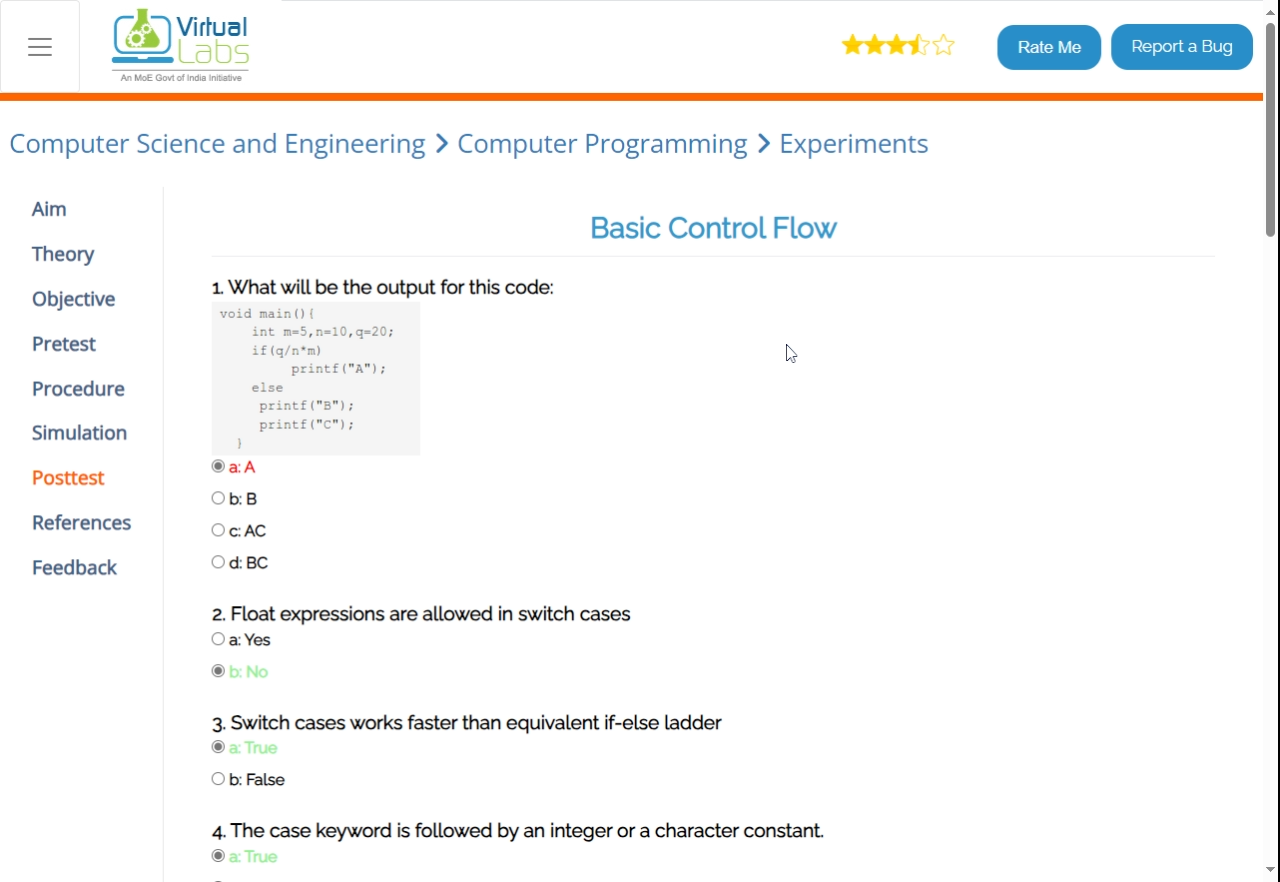 Virtual
Labs
An MoE Govt of India Initiative
Rate Me
Report a Bug
Computer Science and Engineering > Computer Programming > Experiments
Aim
Theory
Objective
Pretest
Procedure
Simulation
Posttest
References
Feedback
Basic Control Flow
1. What will be the output for this code:
void main(){
int m=5,n=10,q=20;
if(q/n*m)
printf("A");
else
printf("B");
printf("C");
}
a: A
b: B
c: AC
d: BC
2. Float expressions are allowed in switch cases
a: Yes
b: No
3. Switch cases works faster than equivalent if-else ladder
a: True
b: False
4. The case keyword is followed by an integer or a character constant.
a: True